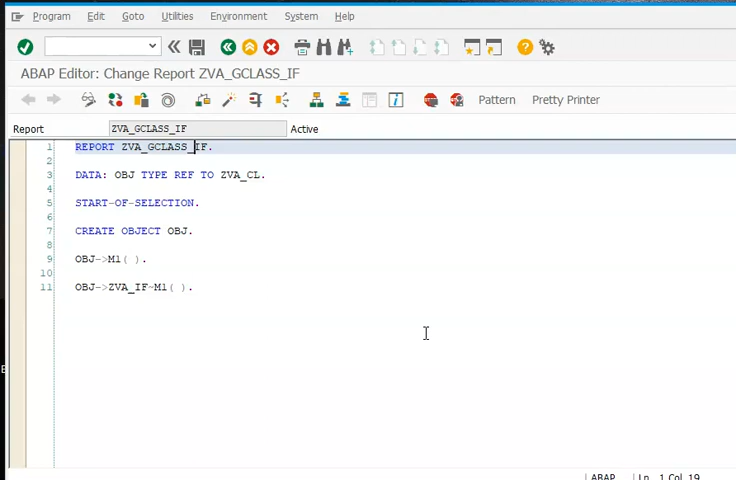 Program Edit Goto Utilities Environment System Help
ABAP Editor: Change Report ZVA_GCLASS_IF
Pattern Pretty Printer
Report ZVA_GCLASS_IF Active
1 REPORT ZVA_GCLASS_IF.
2
3 DATA: OBJ TYPE REF TO ZVA_CL.
4
5 START-OF-SELECTION.
6
7 CREATE OBJECT OBJ.
8
9 OBJ->M1( ).
10
11 OBJ->ZVA_IF~M1( ).
ABAP Ln 1 Col 19